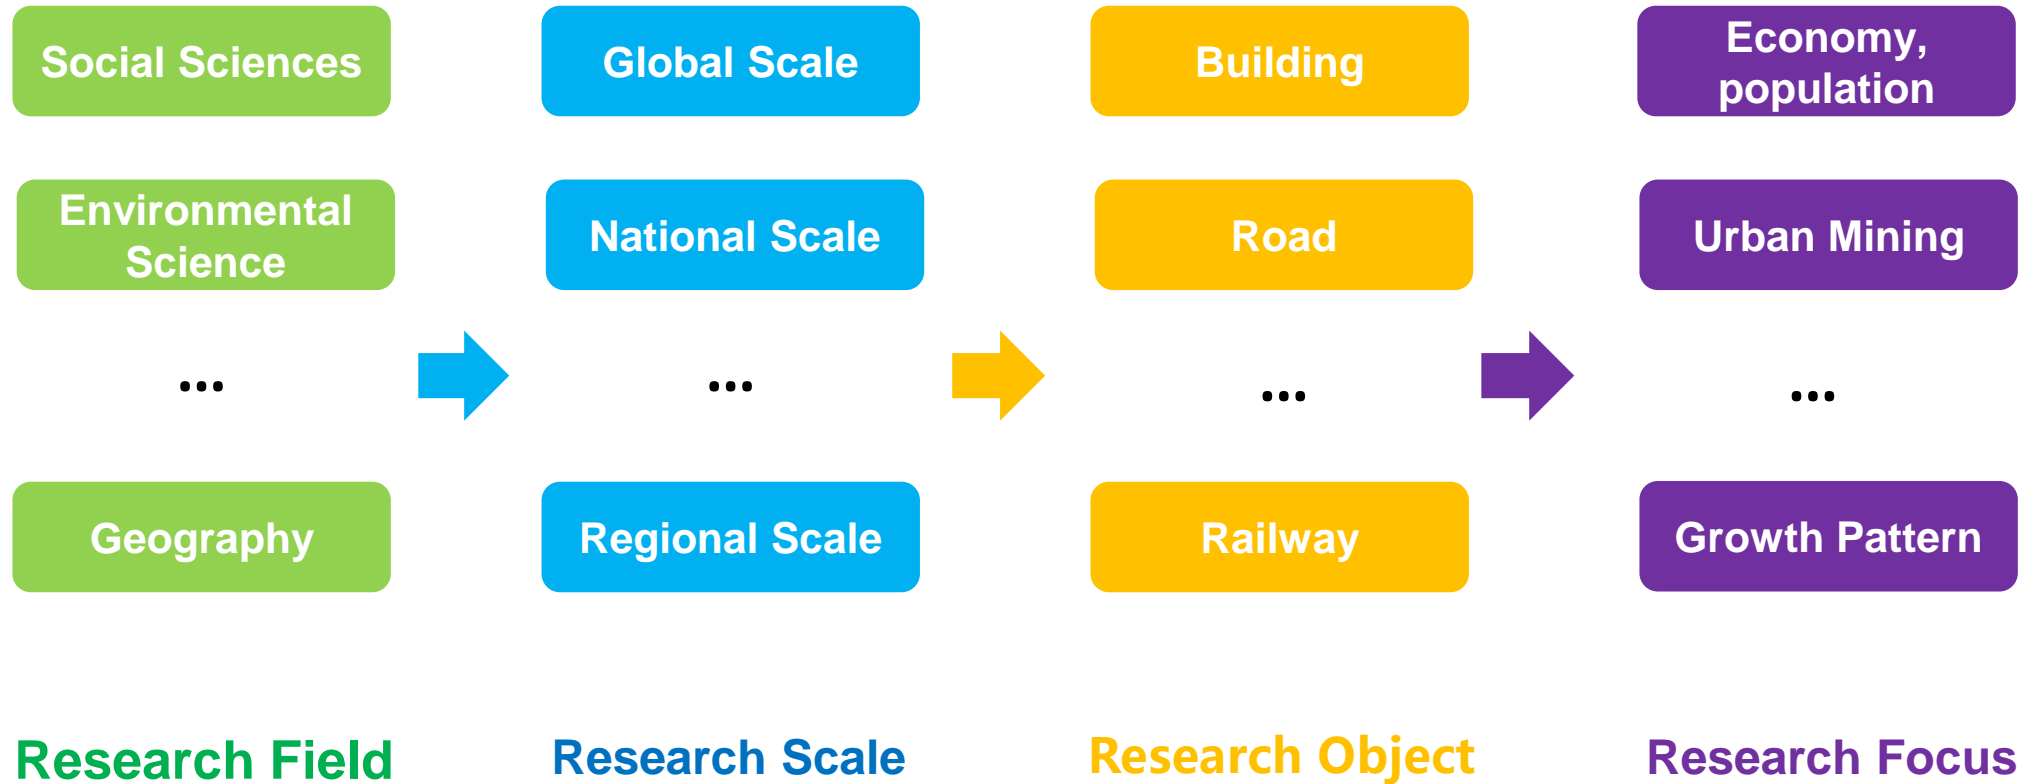 Social Sciences
Global Scale
Building
Economy,
population
Environmental
Science
National Scale
Road
Urban Mining
...
...
...
...
Geography
Regional Scale
Railway
Growth Pattern
Research Field
Research Scale
Research Object
Research Focus